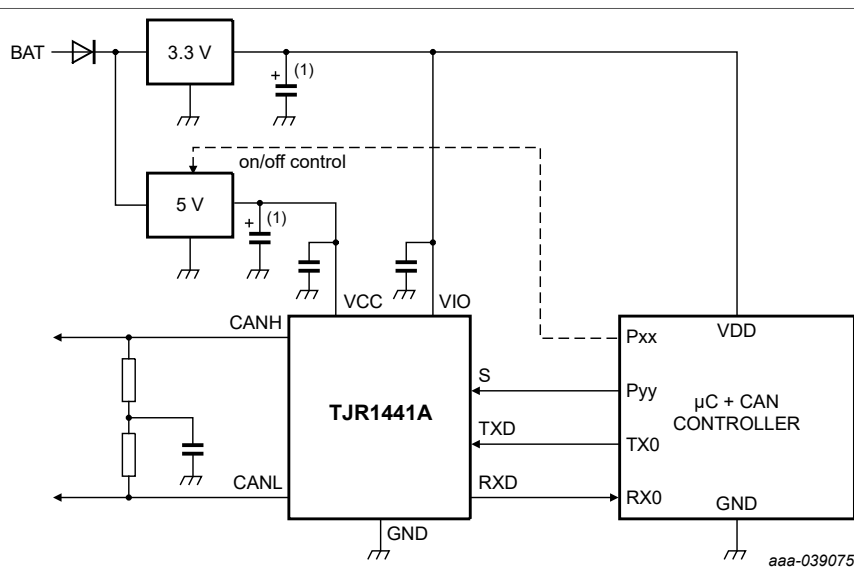 BAT
3.3 V
+ (1)
on/off control
5 V
+ (1)
VCC
VIO
CANH
Pxx
VDD
S
Pyy
TJR1441A
µC + CAN
CONTROLLER
TXD
TX0
CANL
RXD
RX0
GND
GND
aaa-039075